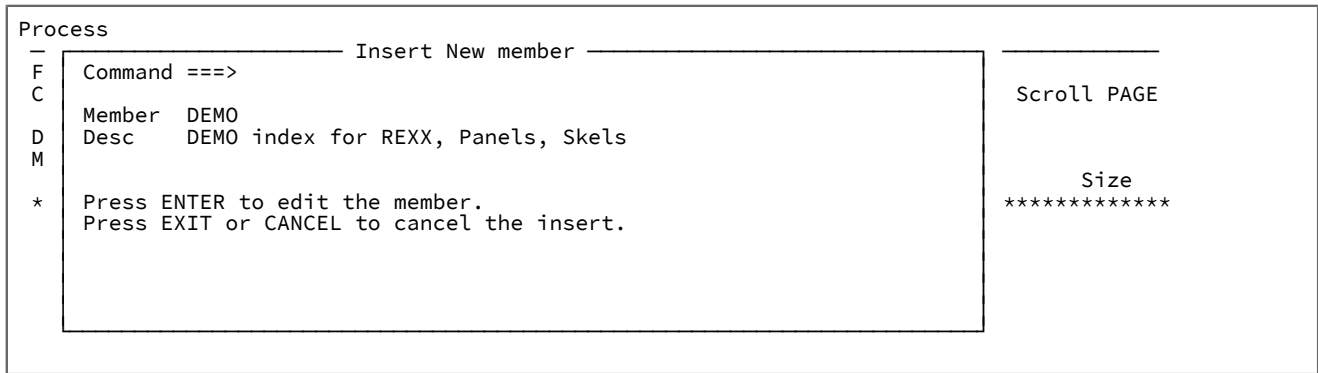 Process
Insert New member
F Command ===>
C Scroll PAGE
Member DEMO
D Desc DEMO index for REXX, Panels, Skels
M
Size
* Press ENTER to edit the member. *************
Press EXIT or CANCEL to cancel the insert.